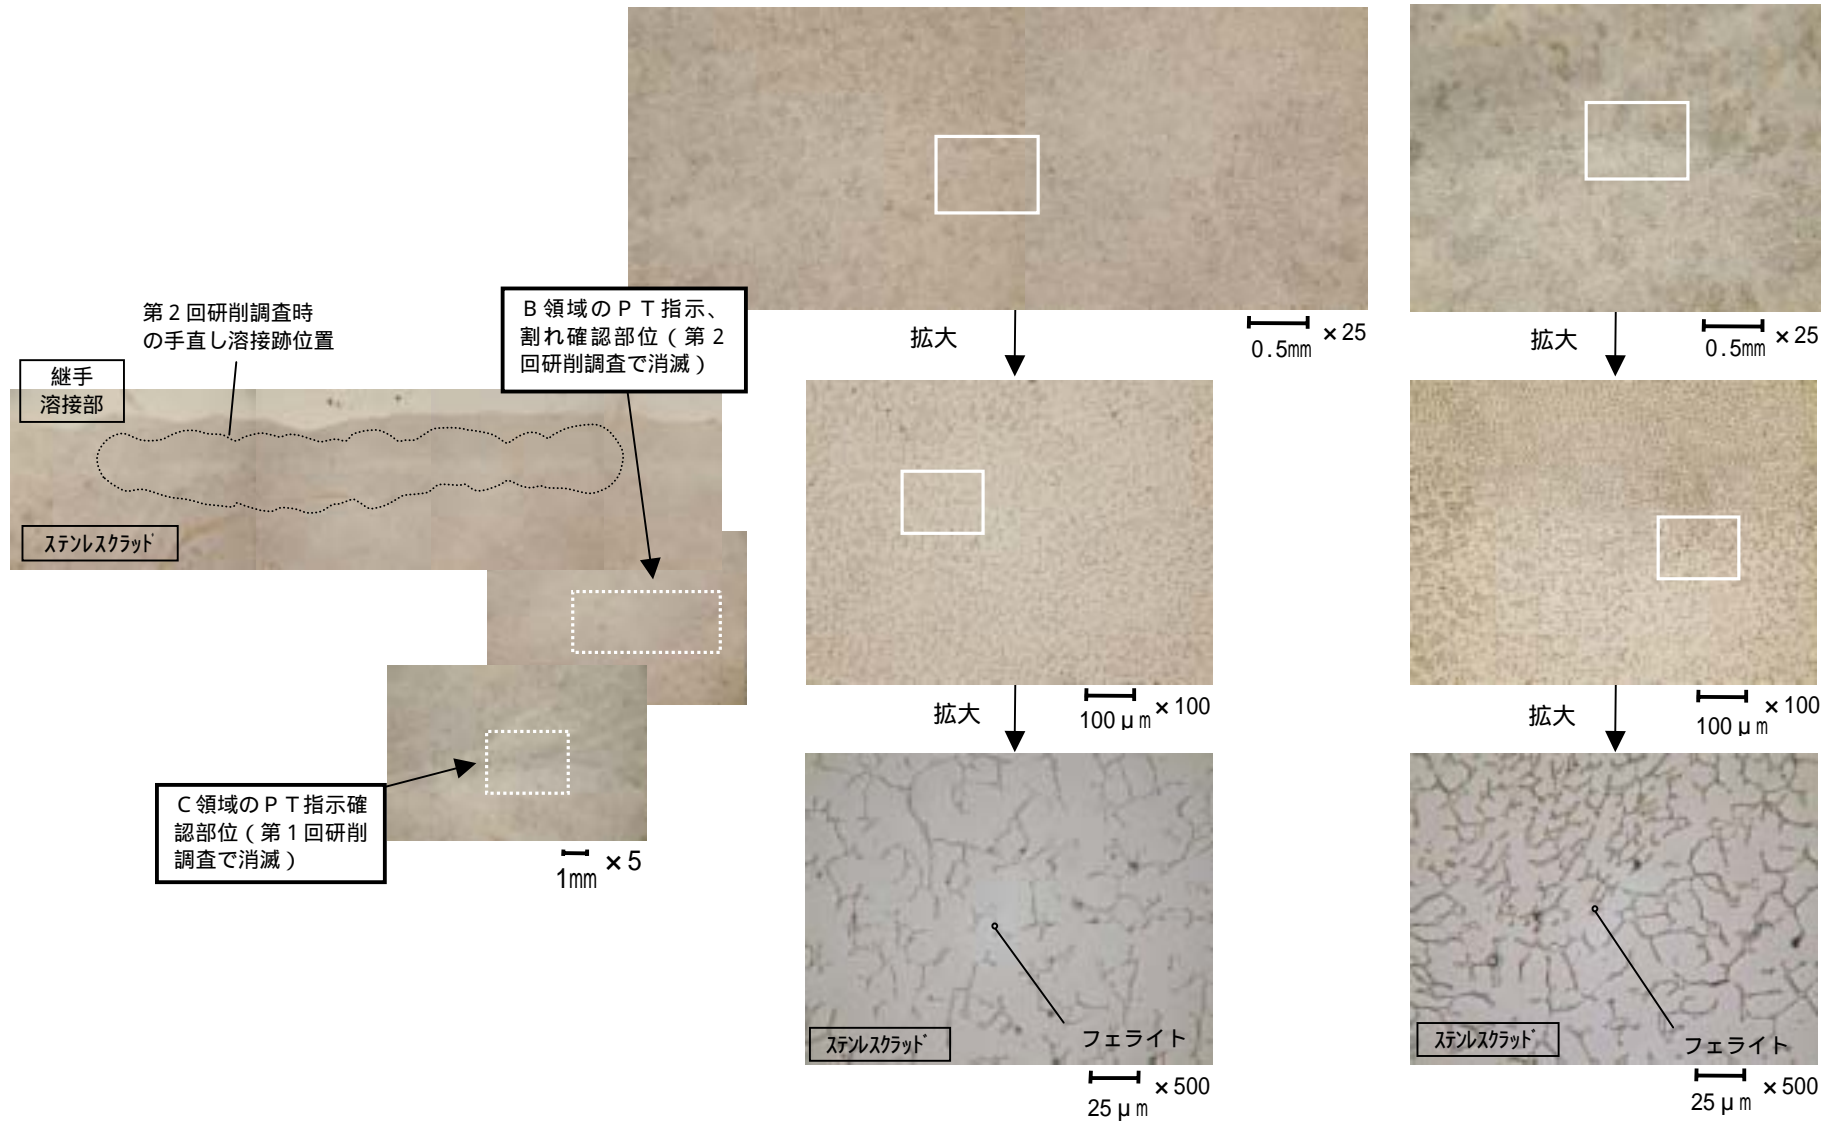 第2回研削調査時
の手直し溶接跡位置
継手
溶接部
ステンレスクラッド
B領域のPT指示、
割れ確認部位(第2
回研削調査で消滅)
C領域のPT指示確
認部位(第1回研削
調査で消滅)
1mm ×5
拡大
0.5mm ×25
拡大
100μm ×100
ステンレスクラッド
フェライト
25μm ×500
拡大
0.5mm ×25
拡大
100μm ×100
ステンレスクラッド
フェライト
25μm ×500